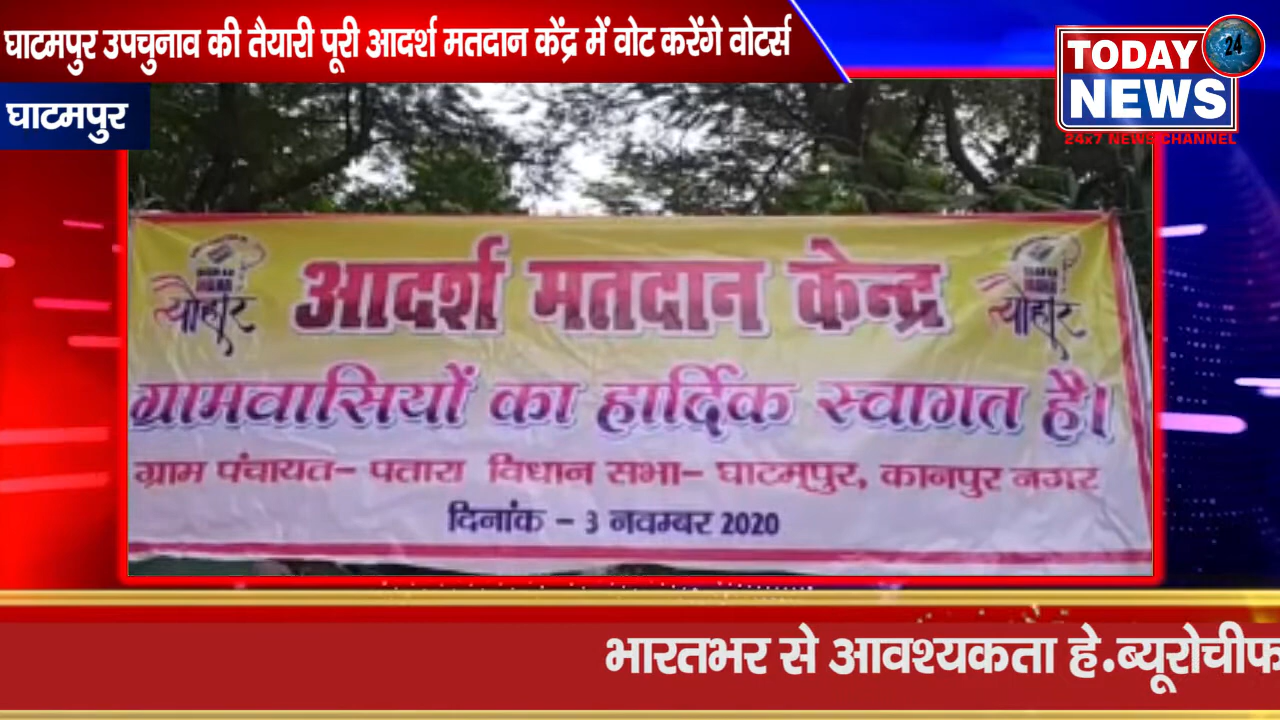 घाटमपुर उपचुनाव की तैयारी पूरी आदर्श मतदान केंद्र में वोट करेंगे वोटर्स
घाटमपुर
TODAY
24
NEWS
24x7 NEWS CHANNEL
आदर्श मतदान केन्द्र
त्यौहार
त्यौहार
ग्रामवासियों का हार्दिक स्वागत है।
ग्राम पंचायत- पतारा विधान सभा- घाटमपुर, कानपुर नगर
दिनांक - 3 नवम्बर 2020
भारतभर से आवश्यकता हे.ब्यूरोचीफ